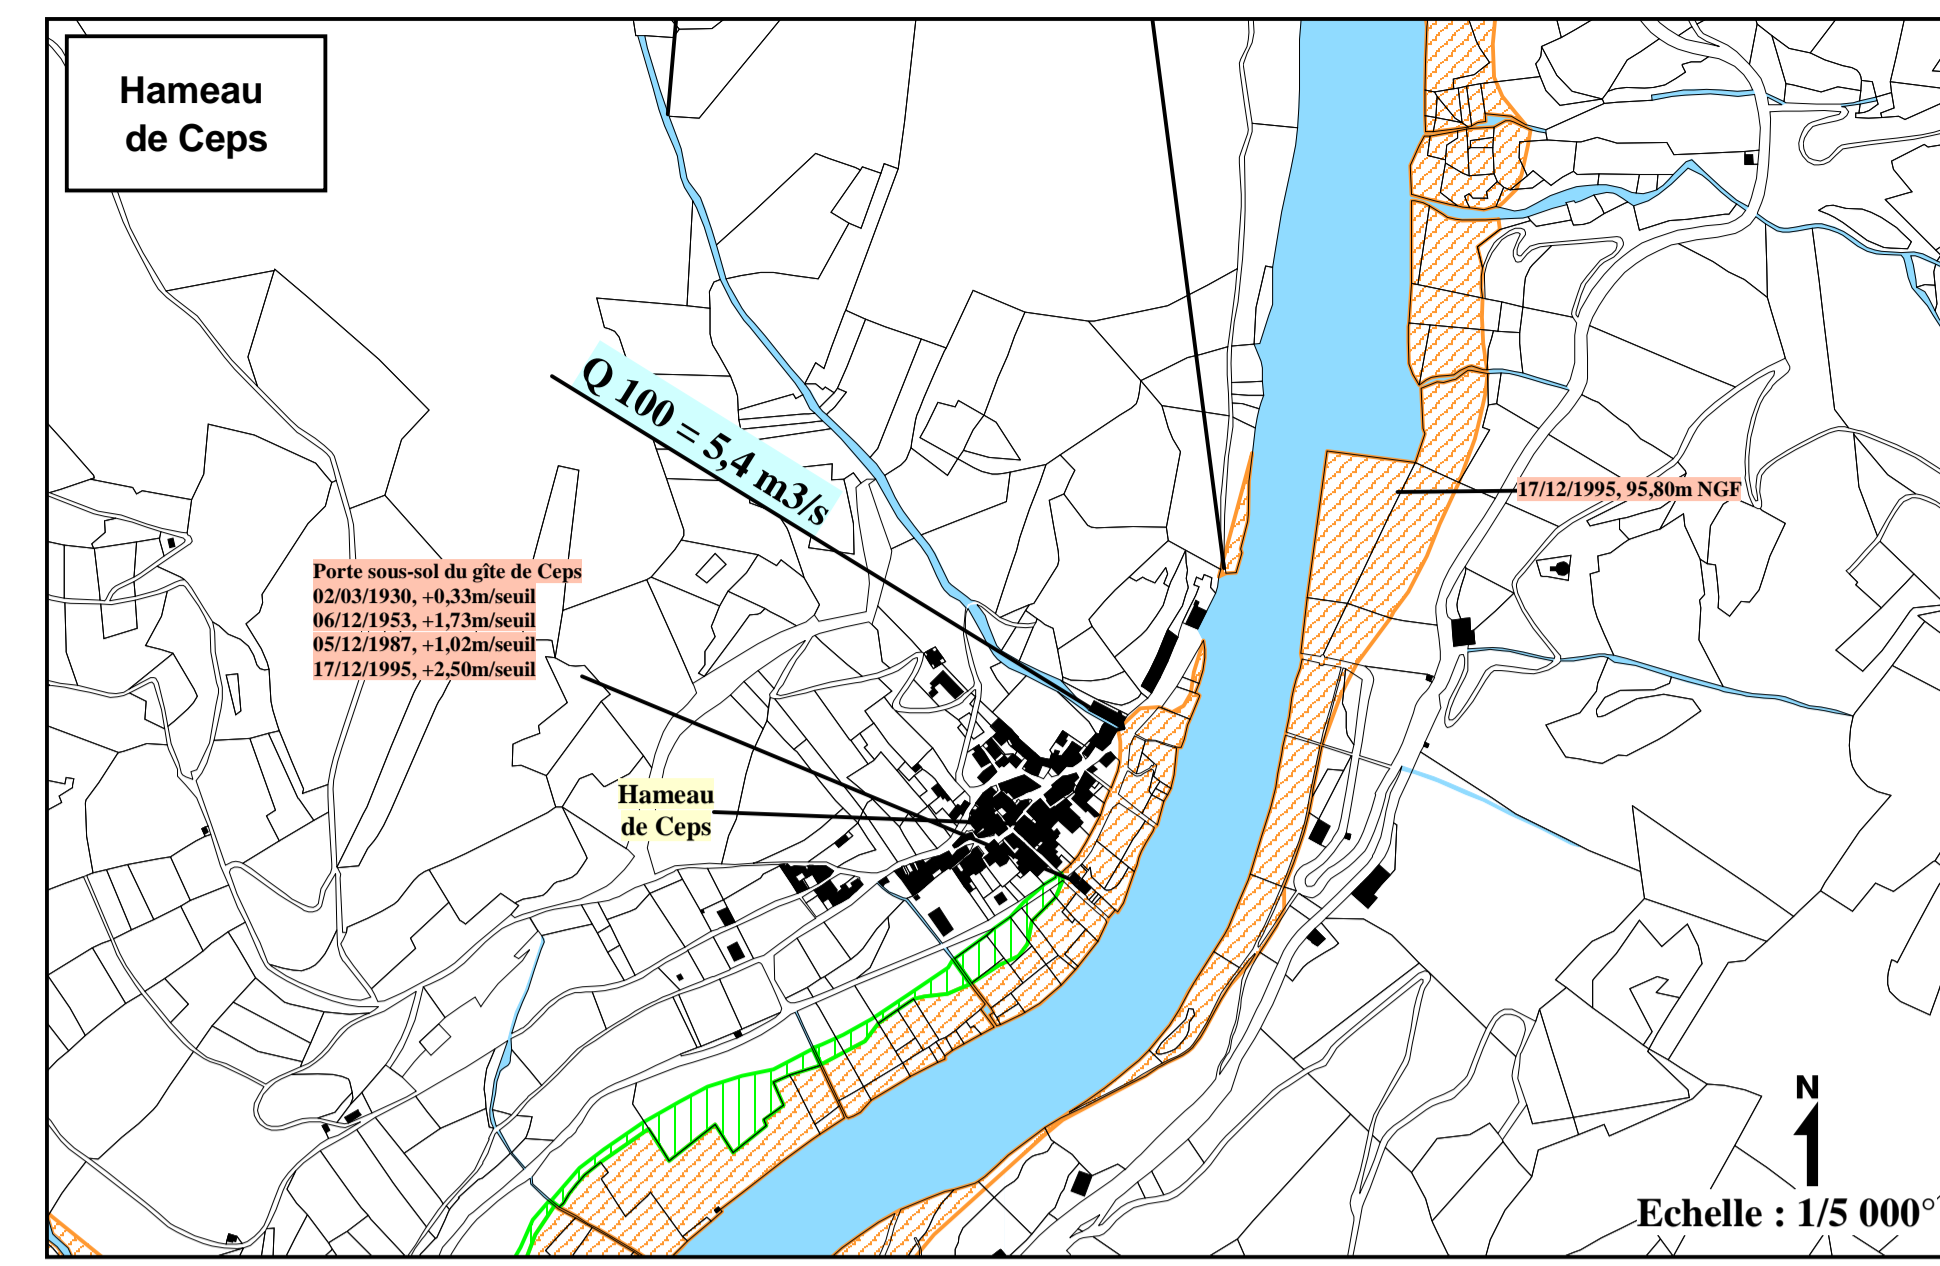 Hameau
de Ceps
Q 100 = 5,4 m3/s
17/12/1995, 95,80m NGF
Porte sous-sol du gîte de Ceps
02/03/1930, +0,33m/seuil
06/12/1953, +1,73m/seuil
05/12/1987, +1,02m/seuil
17/12/1995, +2,50m/seuil
Hameau
de Ceps
N
Echelle : 1/5 000°